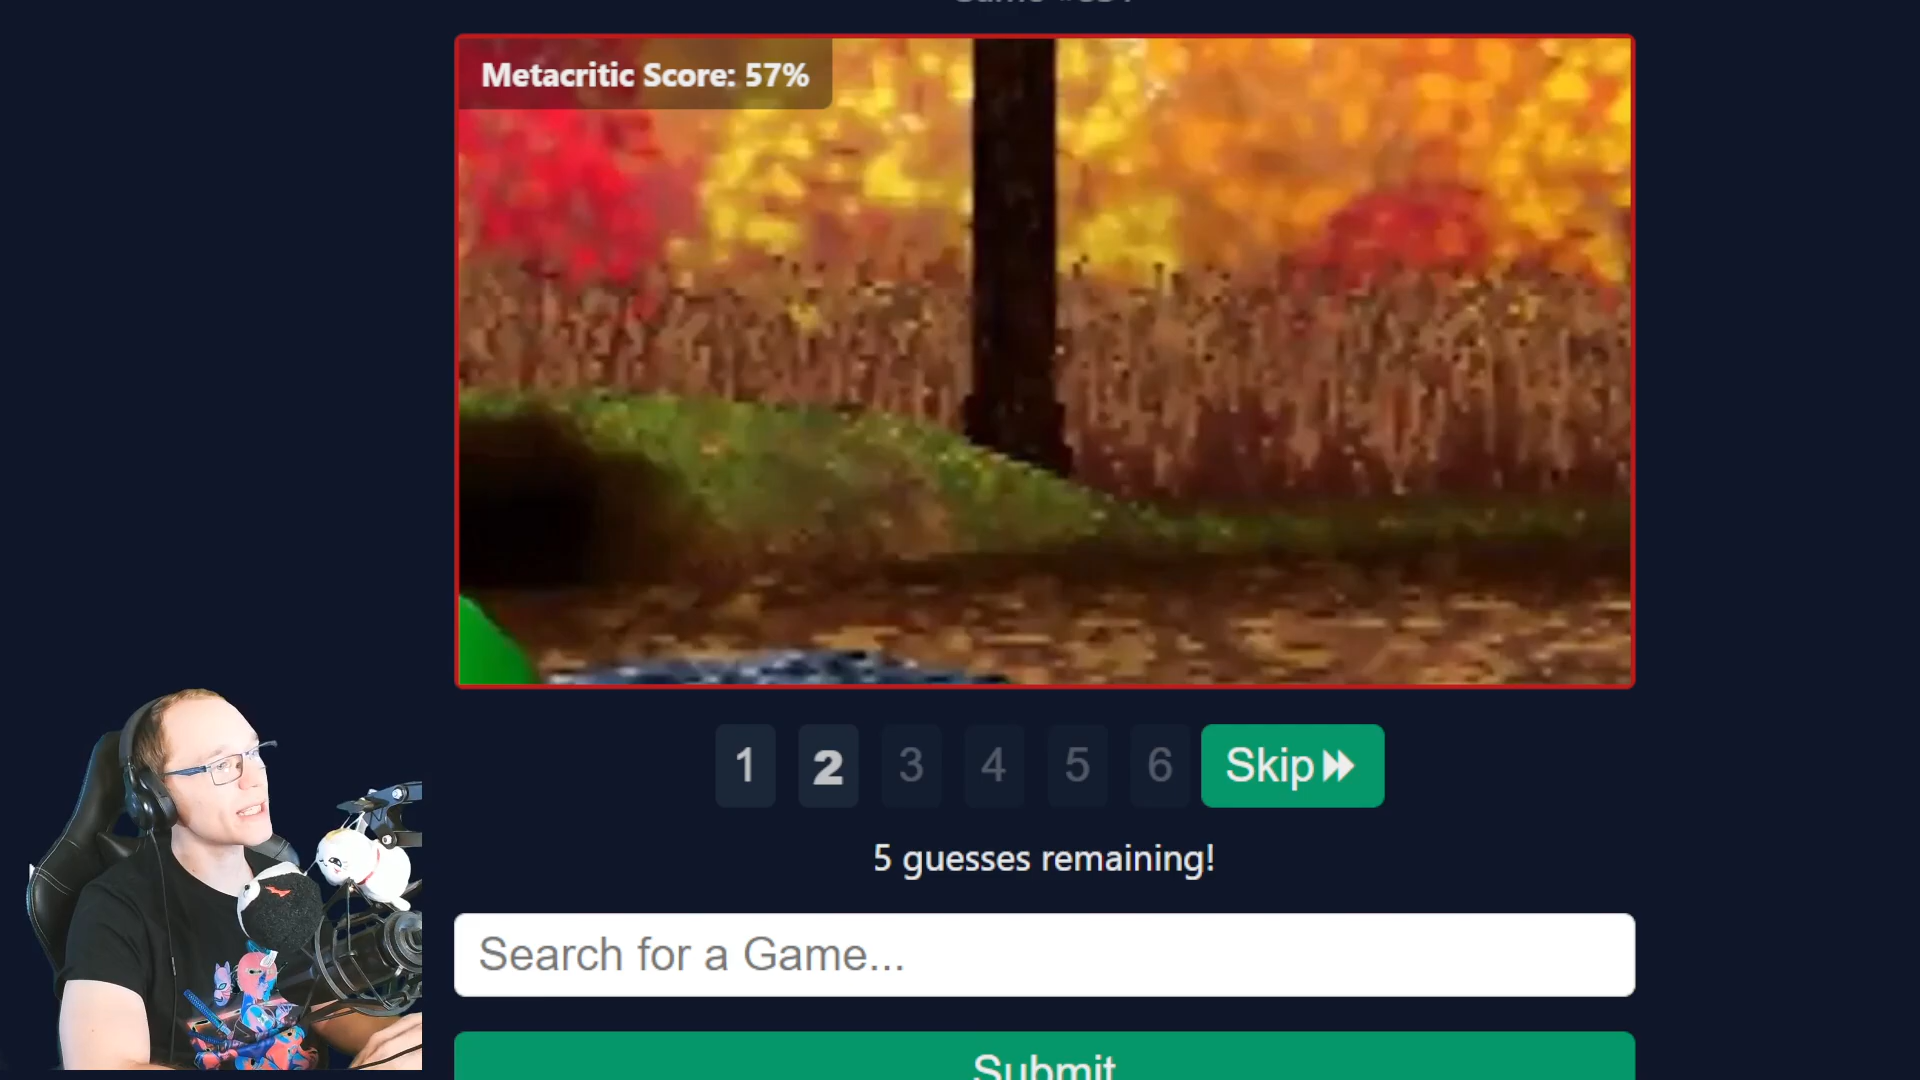 Metacritic Score: 57%
1 2 3 4 5 6 Skip
5 guesses remaining!
Search for a Game...
Submit